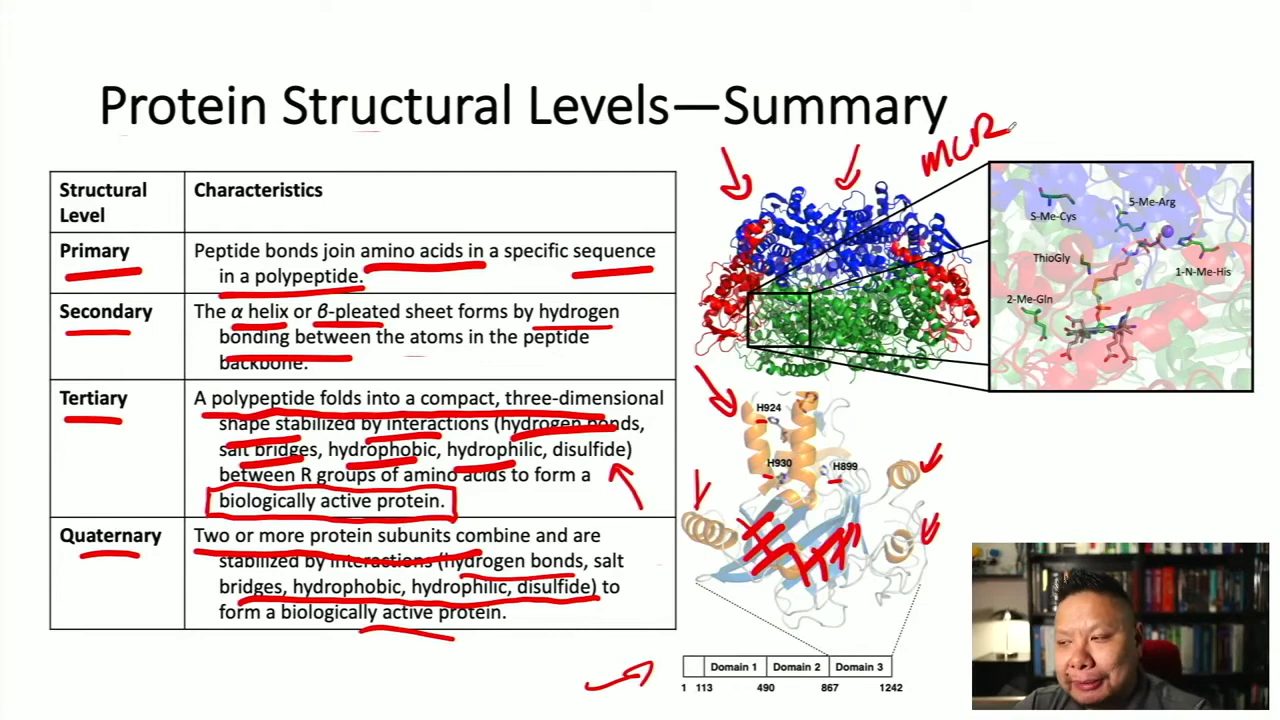 Protein Structural Levels—Summary
MCR
Structural
Level
Characteristics
Primary
Peptide bonds join amino acids in a specific sequence
in a polypeptide.
Secondary
The α helix or β-pleated sheet forms by hydrogen
bonding between the atoms in the peptide
backbone.
Tertiary
A polypeptide folds into a compact, three-dimensional
shape stabilized by interactions (hydrogen bonds,
salt bridges, hydrophobic, hydrophilic, disulfide)
between R groups of amino acids to form a
biologically active protein.
Quaternary
Two or more protein subunits combine and are
stabilized by interactions (hydrogen bonds, salt
bridges, hydrophobic, hydrophilic, disulfide) to
form a biologically active protein.
S-Me-Cys
5-Me-Arg
ThioGly
1-N-Me-His
2-Me-Gln
H924
H930
H899
Domain 1 Domain 2 Domain 3
1 113 490 867 1242